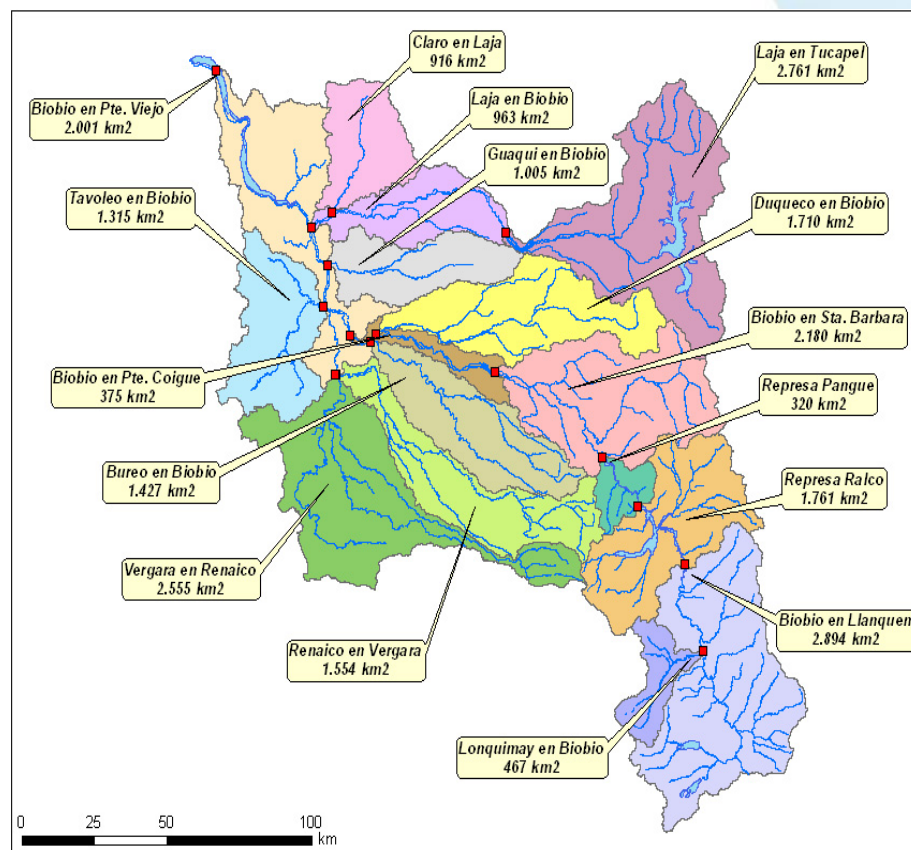 Claro en Laja
916 km2
Laja en Tucapel
2.761 km2
Biobio en Pte. Viejo
2.001 km2
Laja en Biobio
963 km2
Guaqui en Biobio
1.005 km2
Tavoleo en Biobio
1.315 km2
Duqueco en Biobio
1.710 km2
Biobio en Sta. Barbara
2.180 km2
Biobio en Pte. Coigue
375 km2
Represa Pangue
320 km2
Bureo en Biobio
1.427 km2
Represa Ralco
1.761 km2
Vergara en Renaico
2.555 km2
Biobio en Llanquen
2.894 km2
Renaico en Vergara
1.554 km2
Lonquimay en Biobio
467 km2
0 25 50 100
km